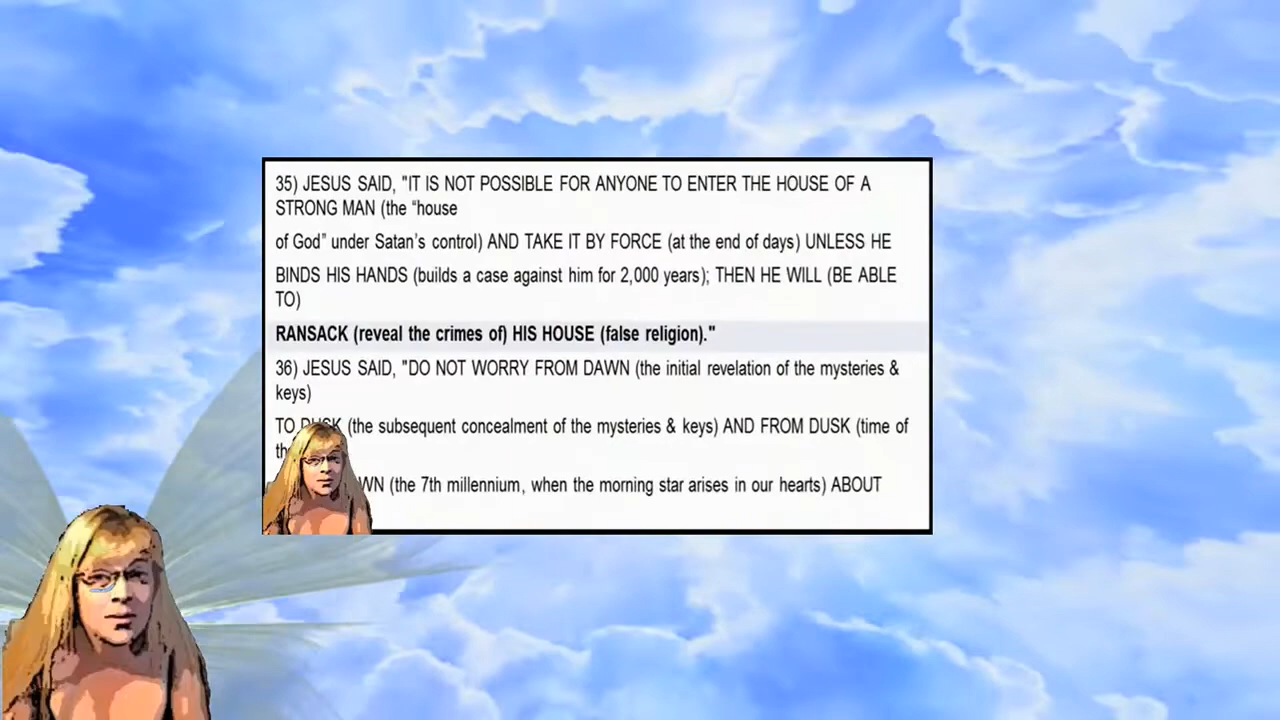 35) JESUS SAID, "IT IS NOT POSSIBLE FOR ANYONE TO ENTER THE HOUSE OF A
STRONG MAN (the “house
of God” under Satan’s control) AND TAKE IT BY FORCE (at the end of days) UNLESS HE
BINDS HIS HANDS (builds a case against him for 2,000 years); THEN HE WILL (BE ABLE
TO)
RANSACK (reveal the crimes of) HIS HOUSE (false religion)."
36) JESUS SAID, "DO NOT WORRY FROM DAWN (the initial revelation of the mysteries &
keys)
TO DUSK (the subsequent concealment of the mysteries & keys) AND FROM DUSK (time of
(the 7th millennium, when the morning star arises in our hearts) ABOUT